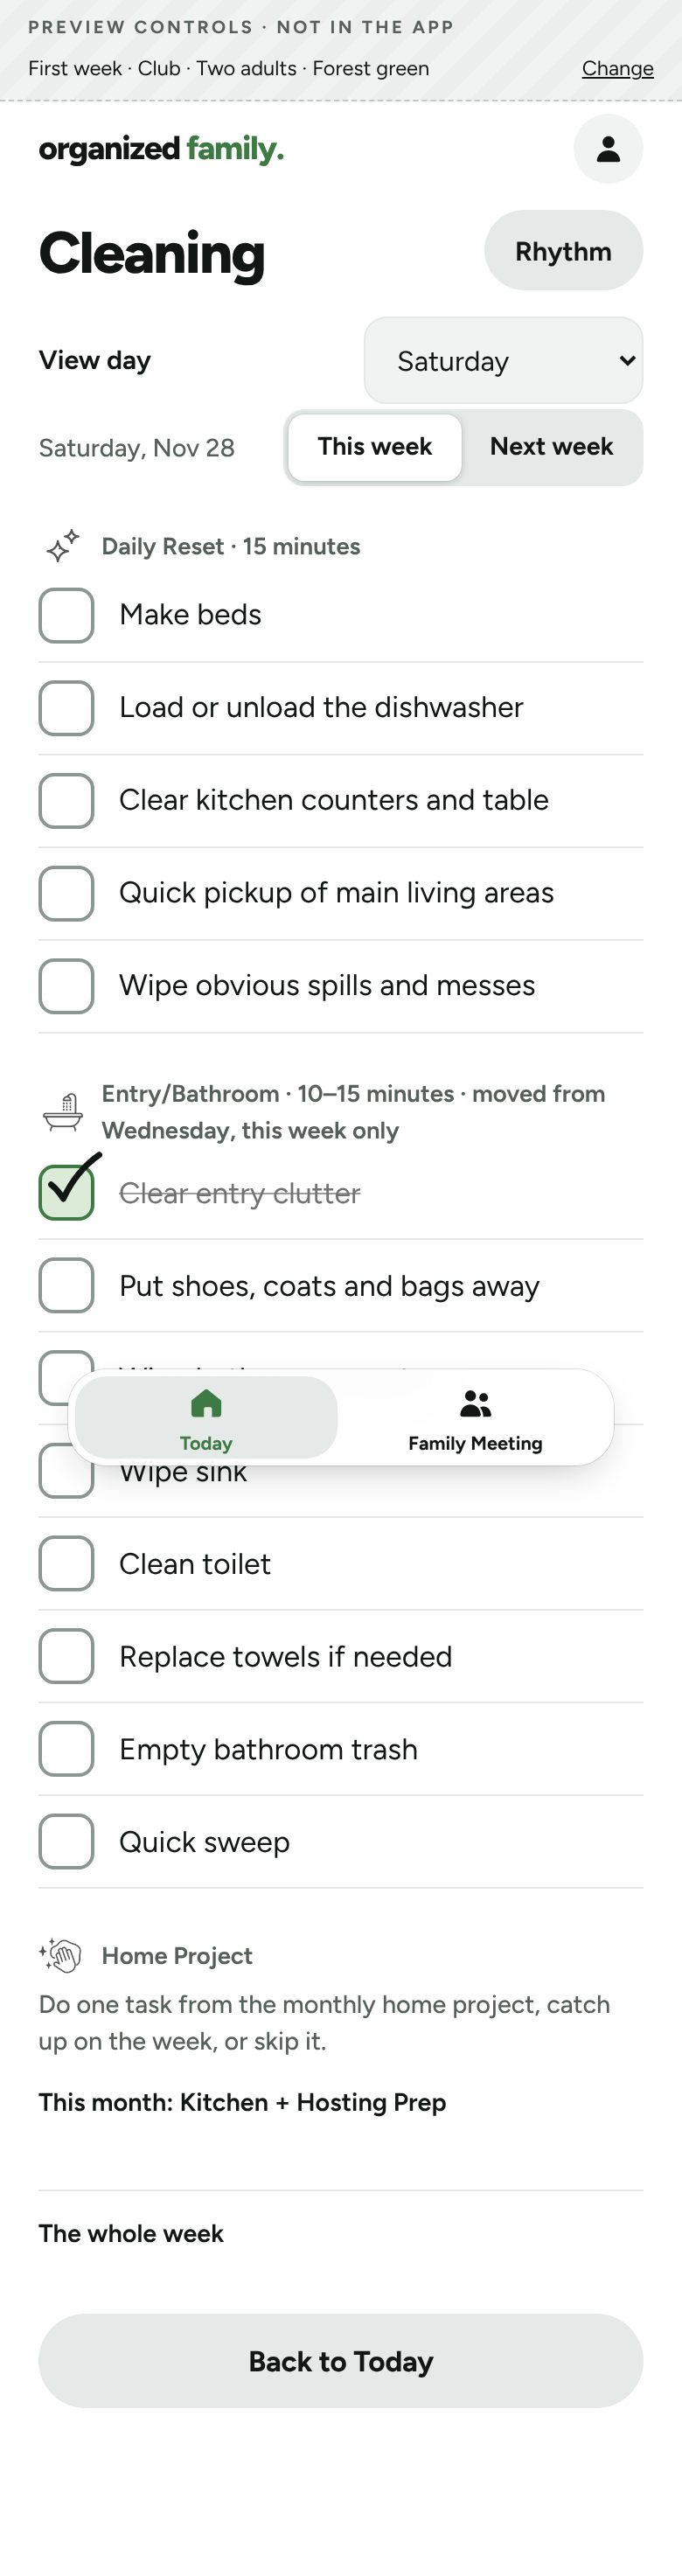 PREVIEW CONTROLS · NOT IN THE APP
First week · Club · Two adults · Forest green
Change
organized family.
Cleaning
Rhythm
View day
Saturday
Saturday, Nov 28
This week
Next week
Daily Reset · 15 minutes
Make beds
Load or unload the dishwasher
Clear kitchen counters and table
Quick pickup of main living areas
Wipe obvious spills and messes
Entry/Bathroom · 10–15 minutes · moved from
Wednesday, this week only
Clear entry clutter
Put shoes, coats and bags away
Today
Family Meeting
Wipe sink
Clean toilet
Replace towels if needed
Empty bathroom trash
Quick sweep
Home Project
Do one task from the monthly home project, catch
up on the week, or skip it.
This month: Kitchen + Hosting Prep
The whole week
Back to Today